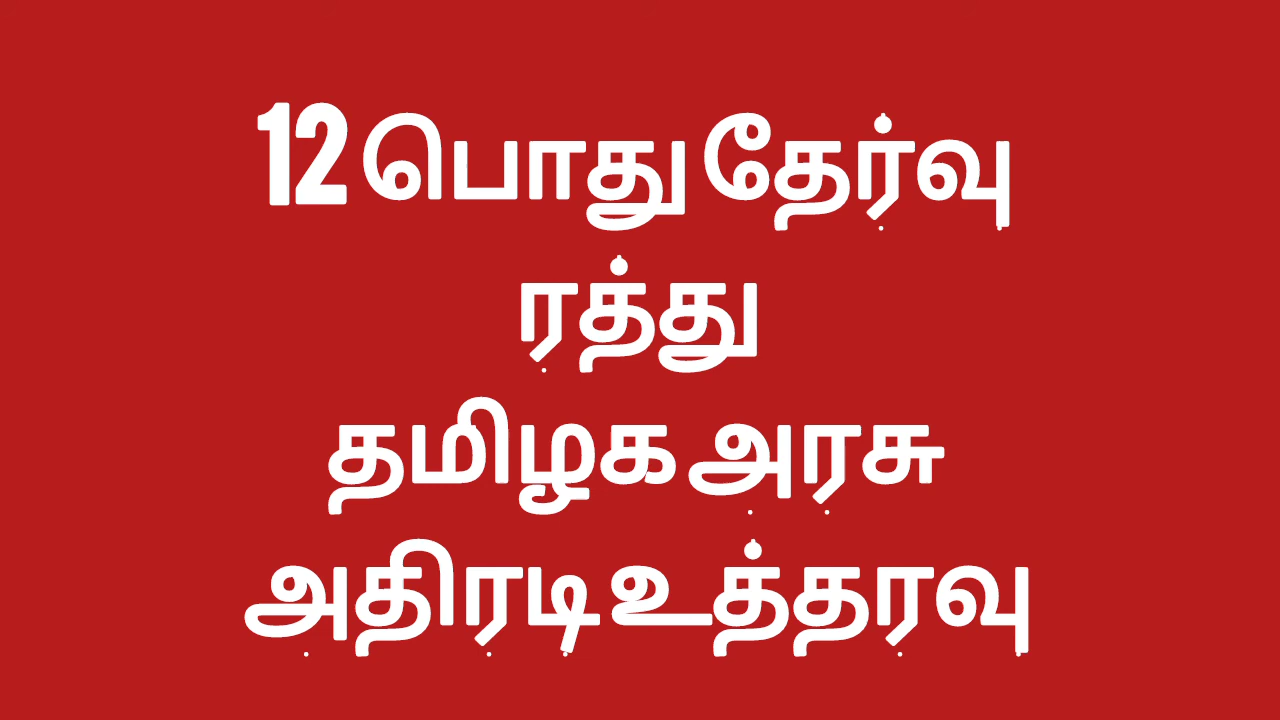 12 பொது தேர்வு
ரத்து
தமிழக அரசு
அதிரடி உத்தரவு